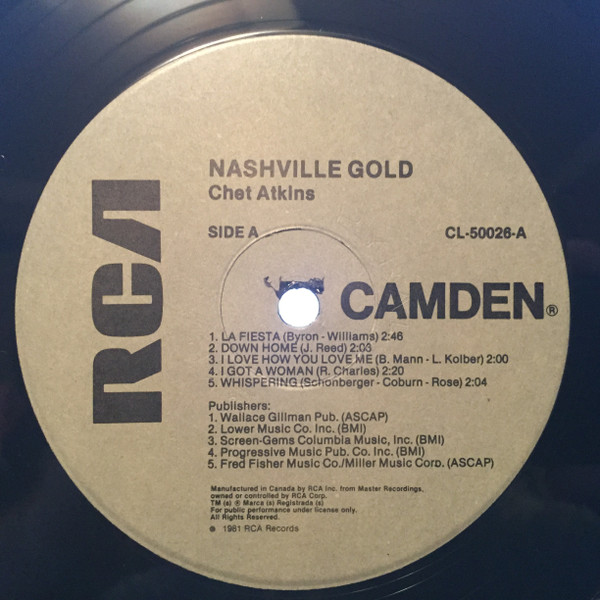 RCA
NASHVILLE GOLD
Chet Atkins
SIDE A CL-50026-A
CAMDEN®
1. LA FIESTA (Byron - Williams) 2:46
2. DOWN HOME (J. Reed) 2:03
3. I LOVE HOW YOU LOVE ME (B. Mann - L. Kolber) 2:00
4. I GOT A WOMAN (R. Charles) 2:20
5. WHISPERING (Schonberger - Coburn - Rose) 2:04
Publishers:
1. Wallace Gillman Pub. (ASCAP)
2. Lower Music Co. Inc. (BMI)
3. Screen-Gems Columbia Music, Inc. (BMI)
4. Progressive Music Pub. Co. Inc. (BMI)
5. Fred Fisher Music Co./Miller Music Corp. (ASCAP)
Manufactured in Canada by RCA Inc. from Master Recordings,
owned or controlled by RCA Corp.
TM (s) ® Marca (s) Registrada (s)
For public performance under license only.
All Rights Reserved.
℗ 1981 RCA Records